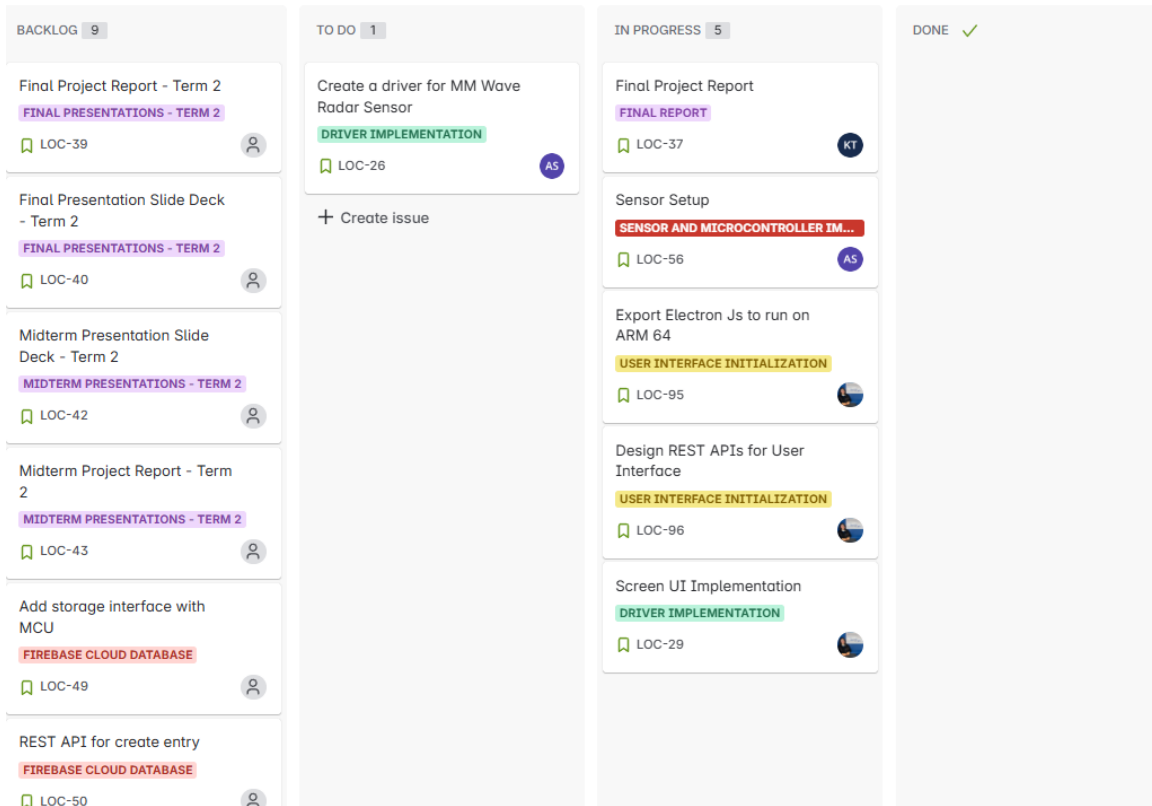 BACKLOG 9
Final Project Report - Term 2
FINAL PRESENTATIONS - TERM 2
LOC-39
Final Presentation Slide Deck
- Term 2
FINAL PRESENTATIONS - TERM 2
LOC-40
Midterm Presentation Slide
Deck - Term 2
MIDTERM PRESENTATIONS - TERM 2
LOC-42
Midterm Project Report - Term
2
MIDTERM PRESENTATIONS - TERM 2
LOC-43
Add storage interface with
MCU
FIREBASE CLOUD DATABASE
LOC-49
REST API for create entry
FIREBASE CLOUD DATABASE
LOC-50
TO DO 1
Create a driver for MM Wave
Radar Sensor
DRIVER IMPLEMENTATION
LOC-26 AS
+ Create issue
IN PROGRESS 5
Final Project Report
FINAL REPORT
LOC-37 KT
Sensor Setup
SENSOR AND MICROCONTROLLER IM...
LOC-56 AS
Export Electron Js to run on
ARM 64
USER INTERFACE INITIALIZATION
LOC-95
Design REST APIs for User
Interface
USER INTERFACE INITIALIZATION
LOC-96
Screen UI Implementation
DRIVER IMPLEMENTATION
LOC-29
DONE